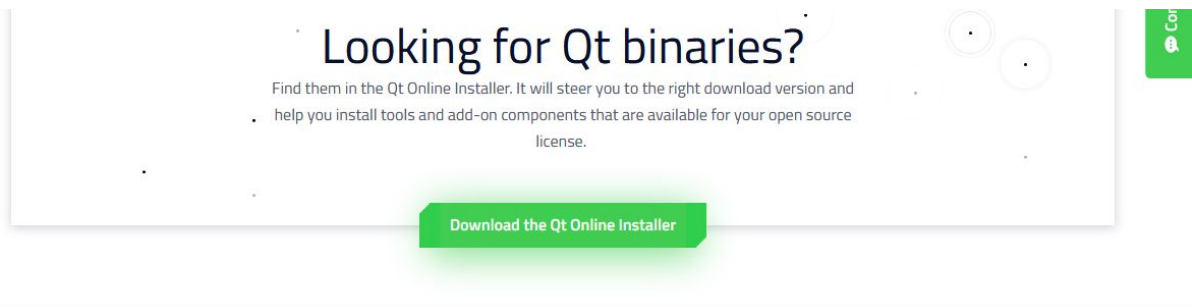 Looking for Qt binaries?
Find them in the Qt Online Installer. It will steer you to the right download version and
help you install tools and add-on components that are available for your open source
license.
Download the Qt Online Installer